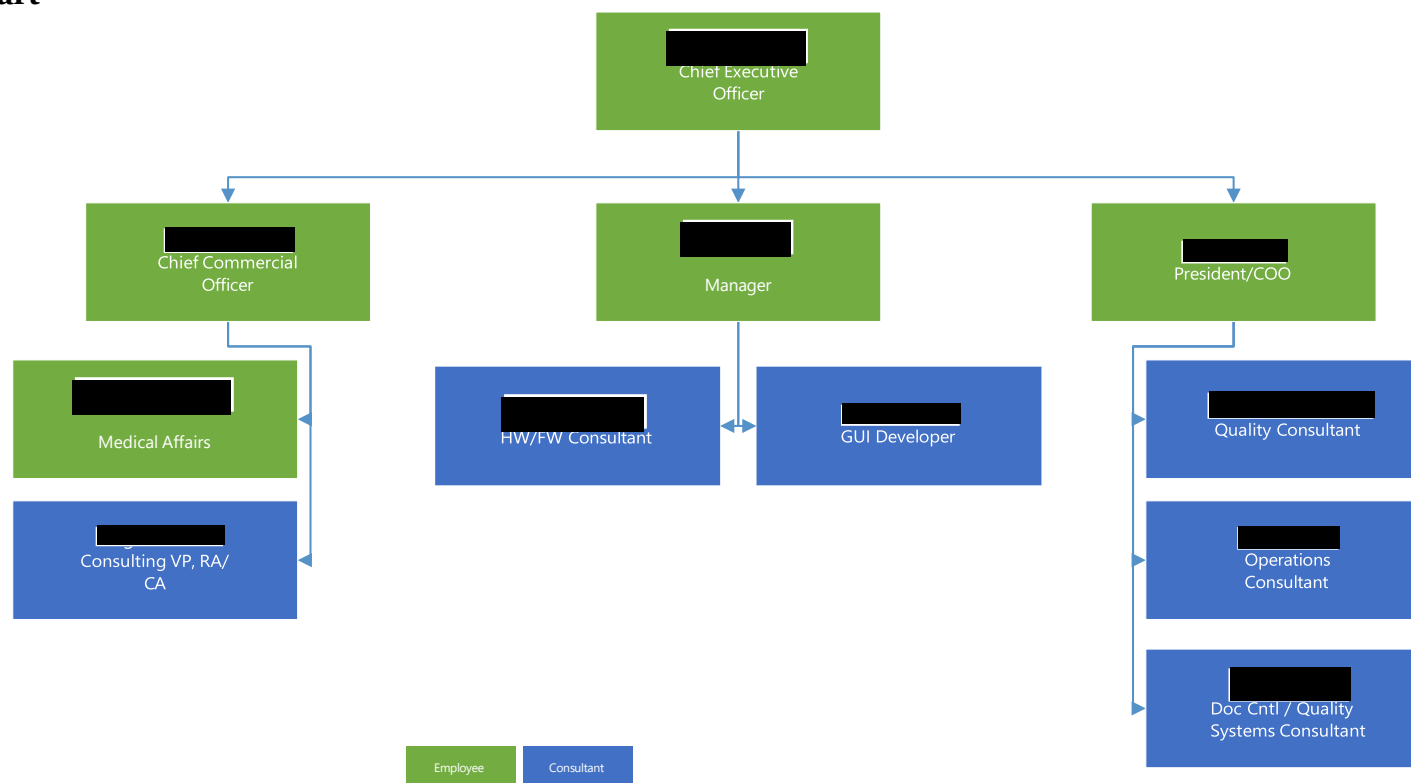 Chief Executive
Officer
Chief Commercial
Officer
Manager
President/COO
Medical Affairs
HW/FW Consultant
GUI Developer
Quality Consultant
Consulting VP, RA/
CA
Operations
Consultant
Doc Cntl / Quality
Systems Consultant
Employee
Consultant